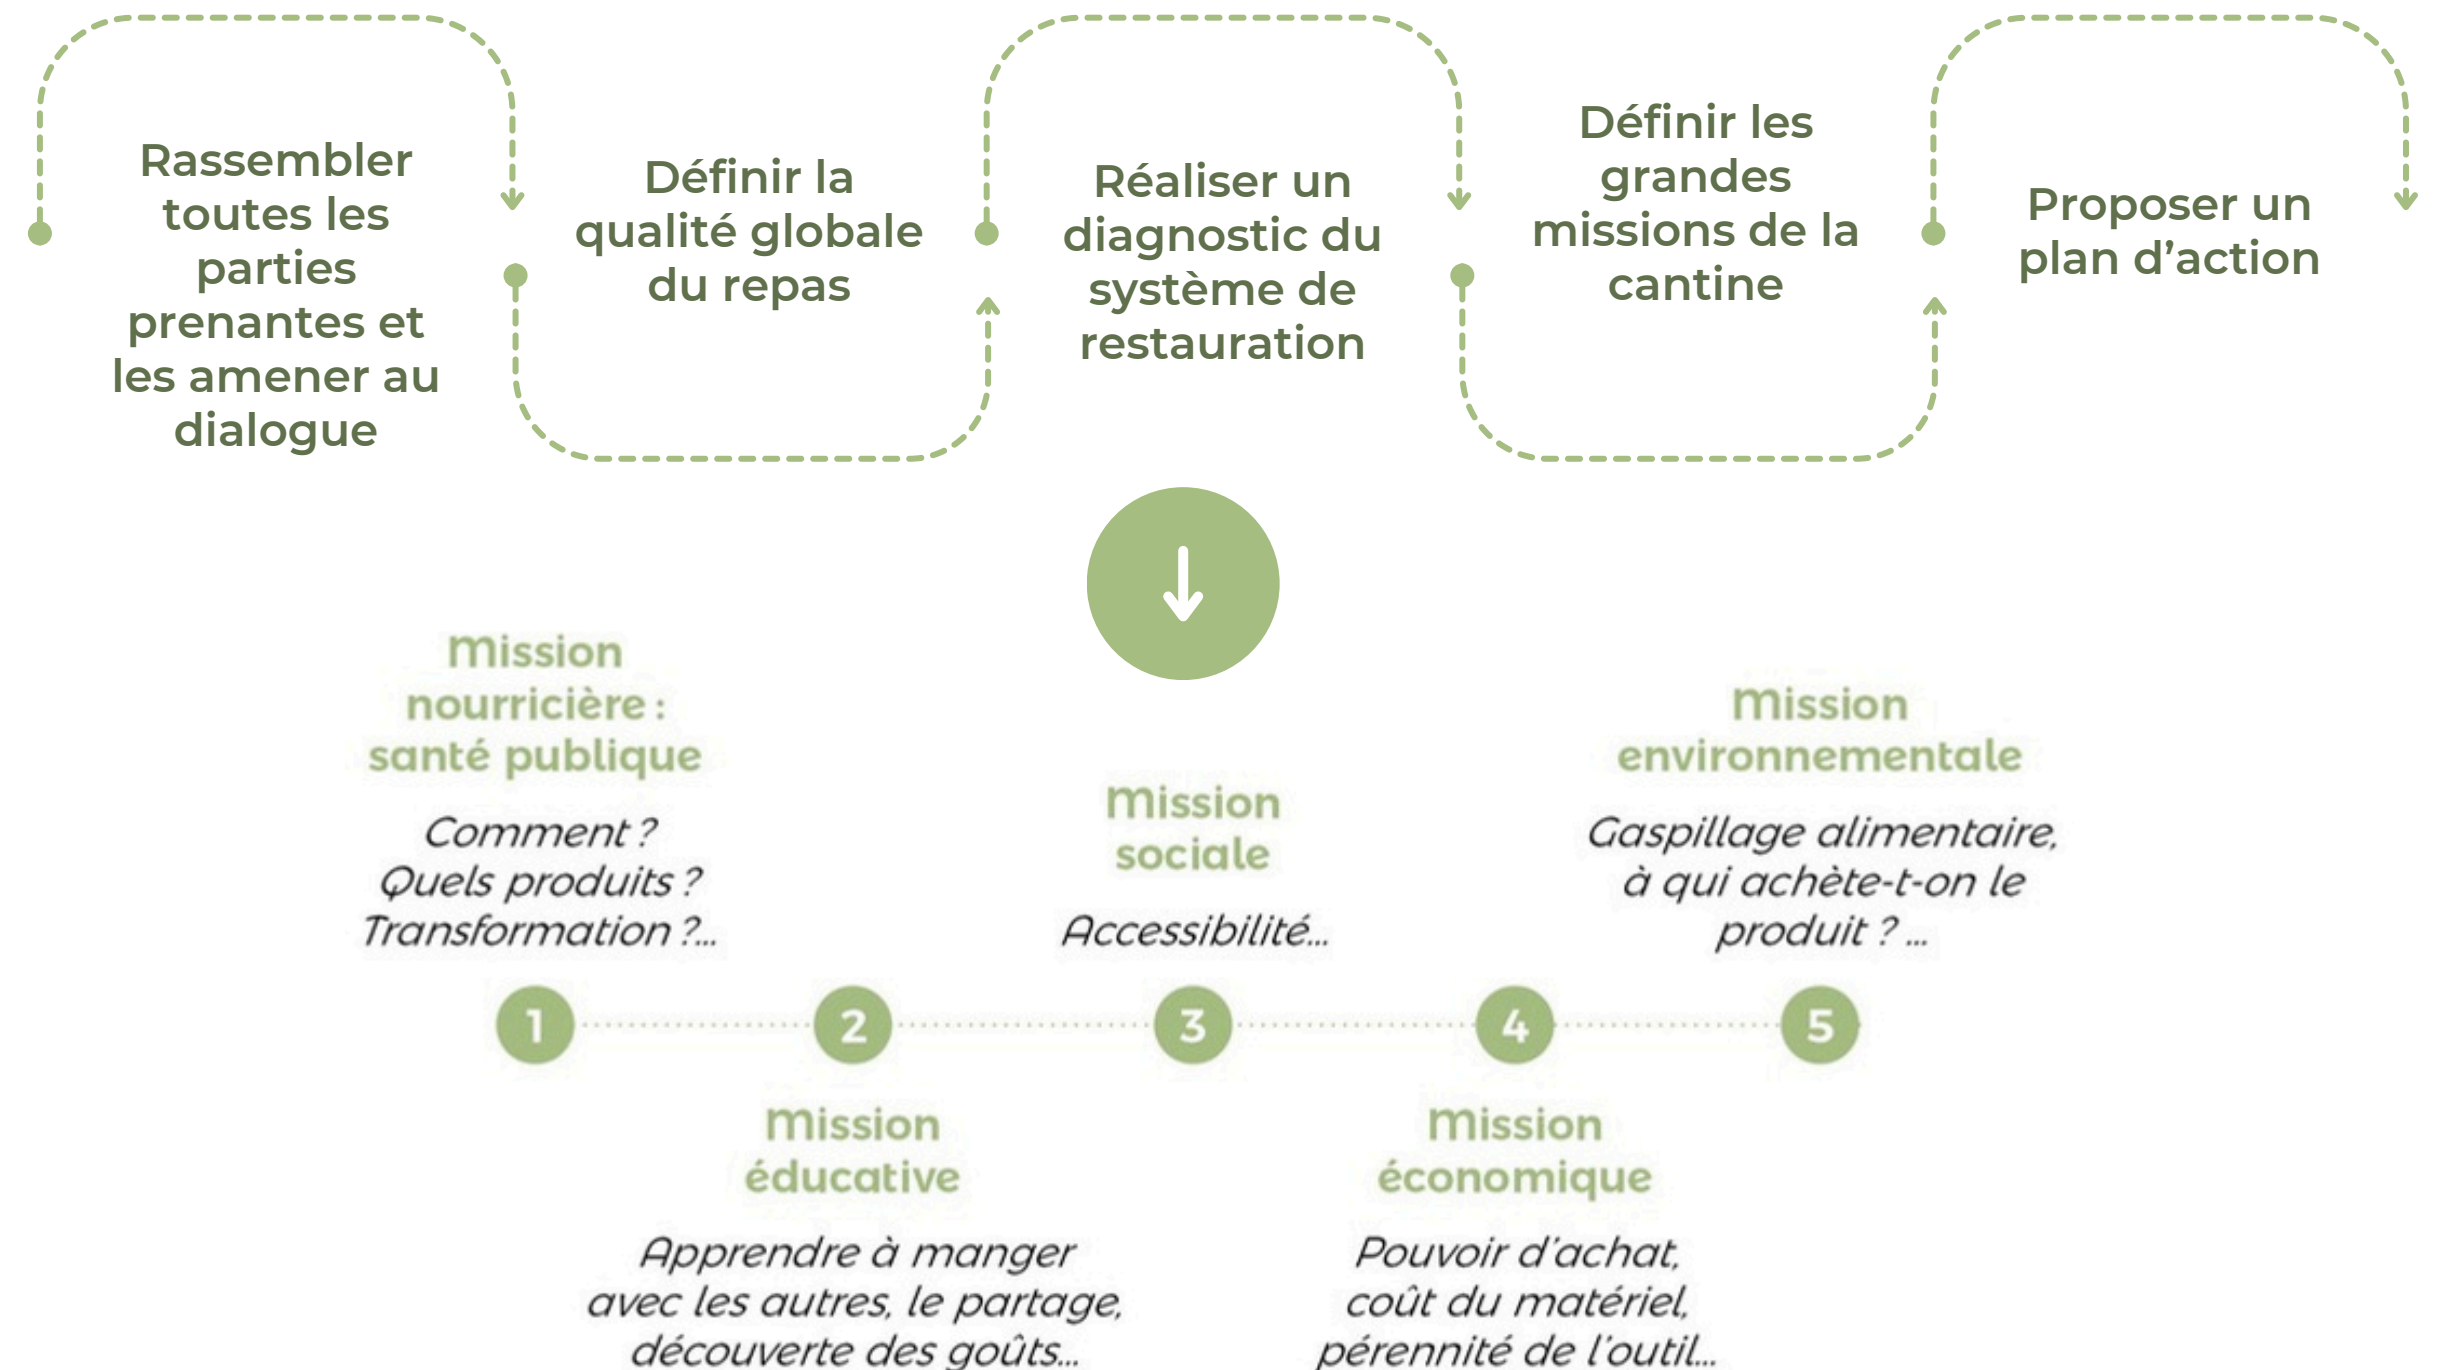 Rassembler
toutes les
parties
prenantes et
les amener au
dialogue
Définir la
qualité globale
du repas
Réaliser un
diagnostic du
système de
restauration
Définir les
grandes
missions de la
cantine
Proposer un
plan d’action
Mission
nourricière :
santé publique
Comment ?
Quels produits ?
Transformation ?...
1
Mission
éducative
Apprendre à manger
avec les autres, le partage,
découverte des goûts...
2
Mission
sociale
Accessibilité...
3
Mission
économique
Pouvoir d’achat,
coût du matériel,
pérennité de l’outil...
4
Mission
environnementale
Gaspillage alimentaire,
à qui achète-t-on le
produit ? ...
5